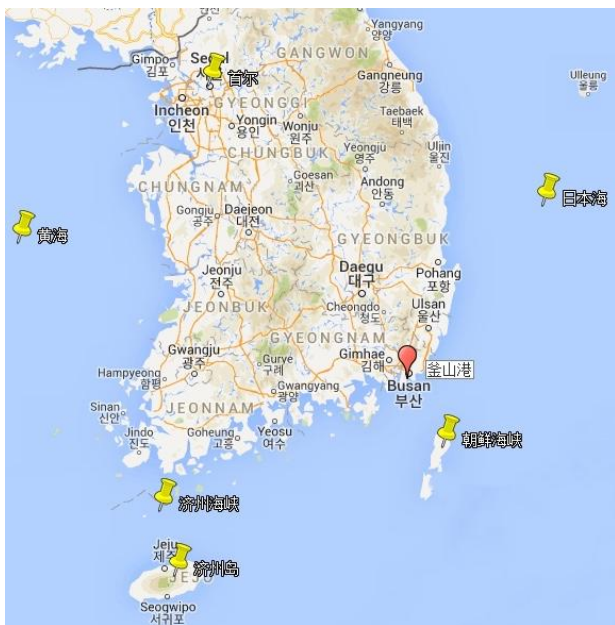 Yangyang
양양
GANGWON
Seoul
首尔
Gimpo
김포
Gangneung
강릉
Ulleung
울릉
Incheon
인천
GYEONGGI
Yongin
용인
Wonju
원주
Taebaek
태백
CHUNGBUK
Yeongju
영주
Uljin
울진
Goesan
괴산
CHUNGNAM
Andong
안동
日本海
Gongju
공주
Daejeon
대전
黄海
GYEONGBUK
Jeonju
전주
Daegu
대구
Pohang
포항
JEONBUK
Cheongdo
청도
Ulsan
울산
GYEONGNAM
Gwangju
광주
Gurye
구례
Gimhae
김해
釜山港
Hampyeong
함평
Gwangyang
광양
Busan
부산
Sinan
신안
JEONNAM
Jindo
진도
Goheung
고흥
Yeosu
여수
朝鲜海峡
济州海峡
Jeju
제주
济州岛
JEJU
Seogwipo
서귀포